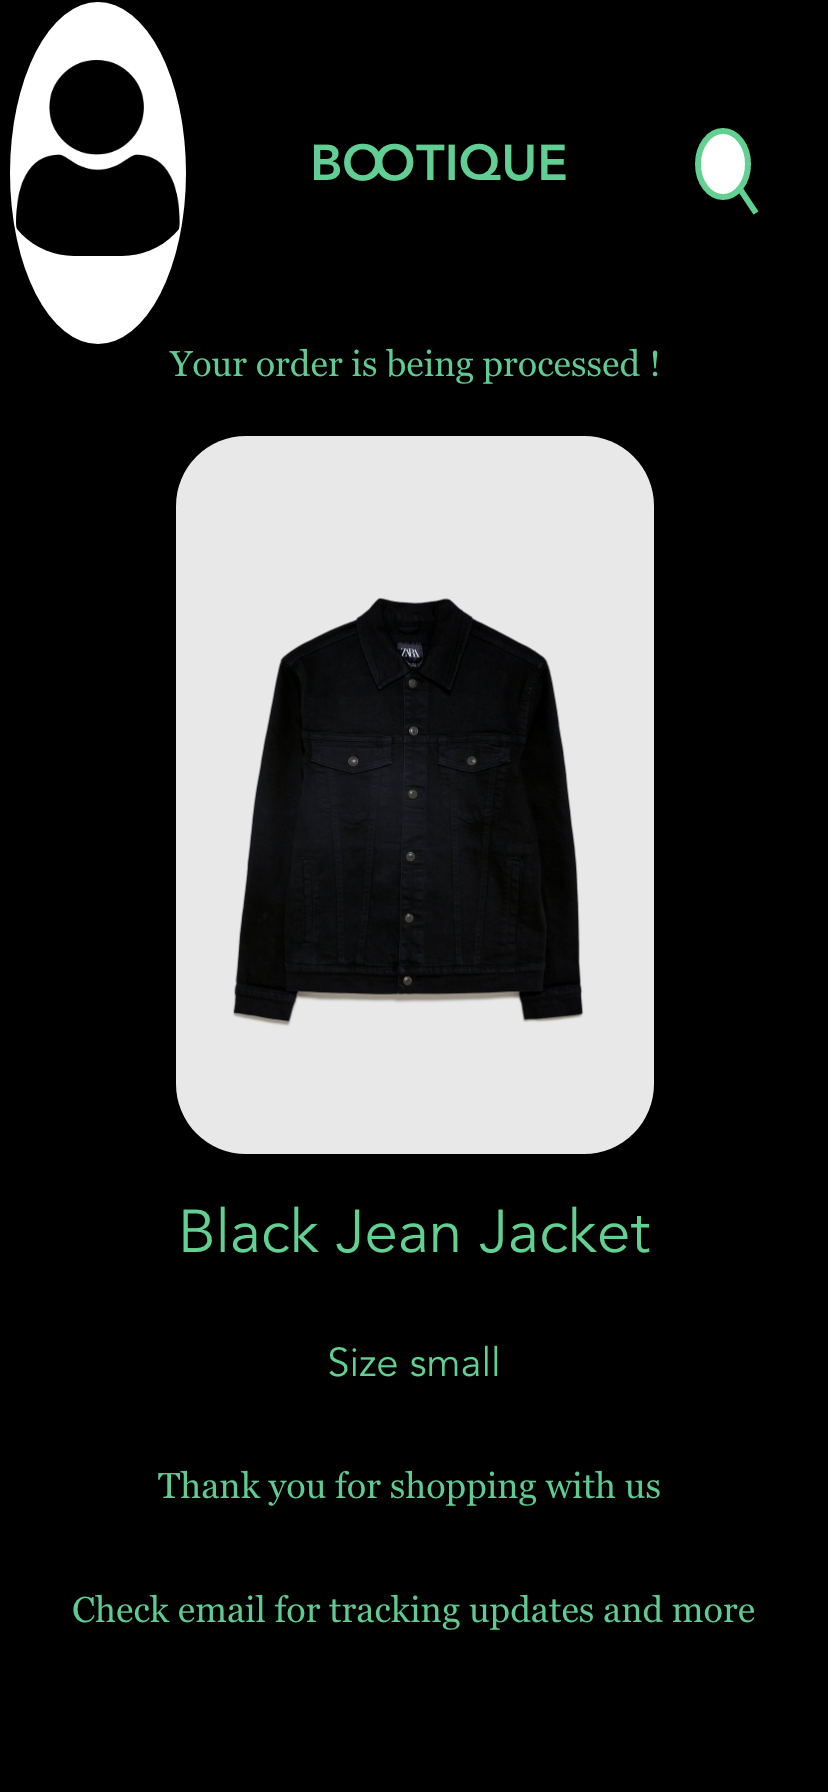 BOOTIQUE
Your order is being processed !
ZARA
Black Jean Jacket
Size small
Thank you for shopping with us
Check email for tracking updates and more